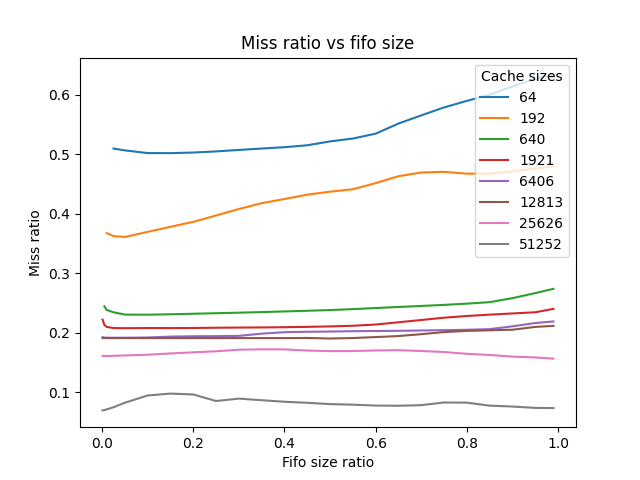 Miss ratio vs fifo size
Miss ratio
0.6
0.5
0.4
0.3
0.2
0.1
Cache sizes
64
192
640
1921
6406
12813
25626
51252
0.0 0.2 0.4 0.6 0.8 1.0
Fifo size ratio